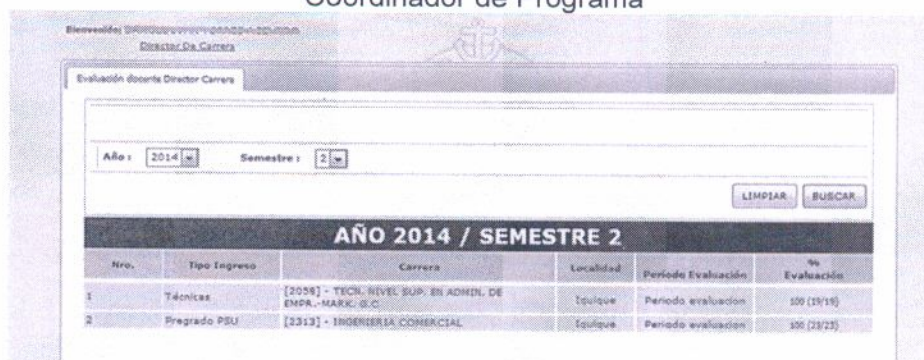 Coordinador de Programa
Bienvenido:
Director De Carrera
Evaluación docente Director Carrera
Año : 2014 Semestre : 2
LIMPIAR BUSCAR
AÑO 2014 / SEMESTRE 2
Nro. Tipo Ingreso Carrera Localidad Periodo Evaluación % Evaluación
1 Técnicas [2058] - TECN. NIVEL SUP. EN ADMIN. DE EMPR.-MARK. G.C Iquique Periodo evaluacion 100 (19/19)
2 Pregrado PSU [2313] - INGENIERIA COMERCIAL Iquique Periodo evaluacion 100 (23/23)